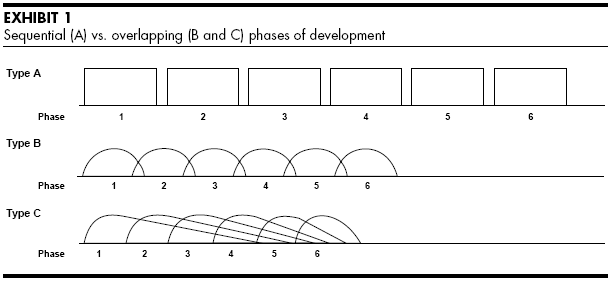 EXHIBIT 1
Sequential (A) vs. overlapping (B and C) phases of development
Type A
Phase 1 2 3 4 5 6
Type B
Phase 1 2 3 4 5 6
Type C
Phase 1 2 3 4 5 6